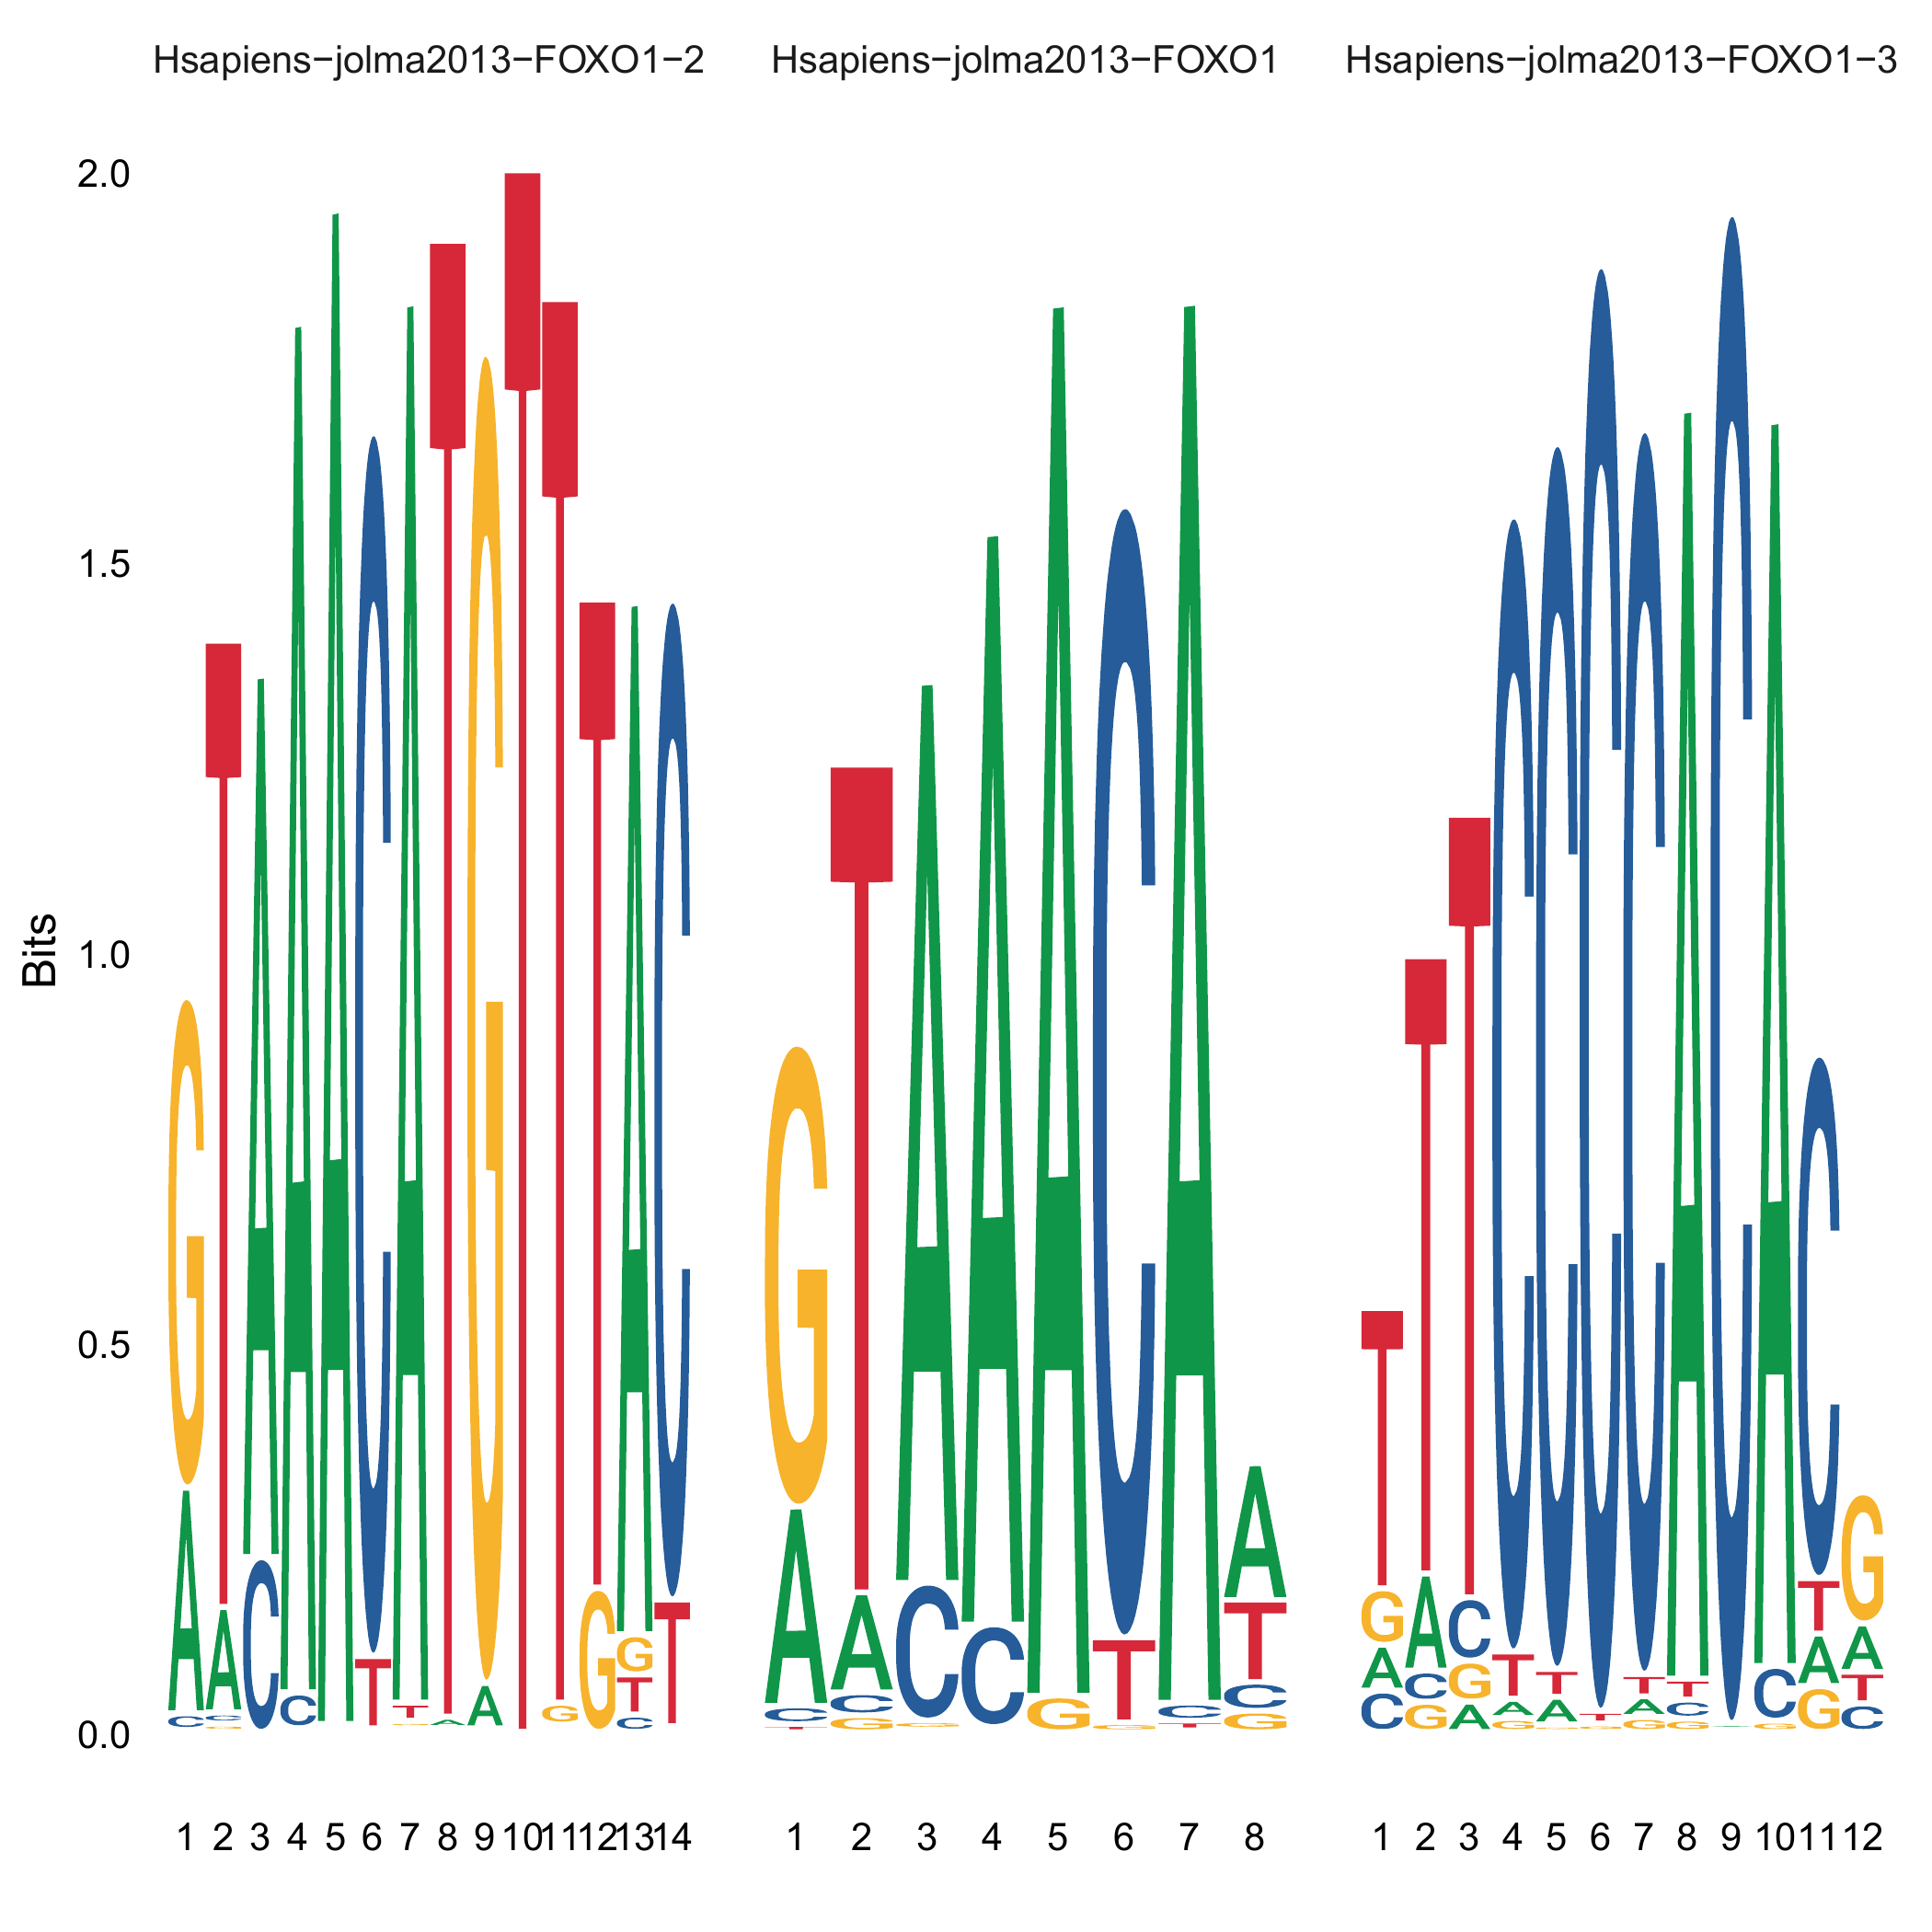 Hsapiens−jolma2013−FOXO1−2 Hsapiens−jolma2013−FOXO1 Hsapiens−jolma2013−FOXO1−3
2.0
1.5
1.0
0.5
0.0
Bits
G T A A A C A T G T T T A C
A A C C T T A A G G T
C C G T C
G T A A A C A A
A A C C G T C T
C C G G T C
T G G
T T T C C C C A C A C G
G A C T T T T T C T A
A C G A A A C G A T
C G A G G G G C
1 2 3 4 5 6 7 8 9 10 11 12 13 14 1 2 3 4 5 6 7 8 1 2 3 4 5 6 7 8 9 10 11 12